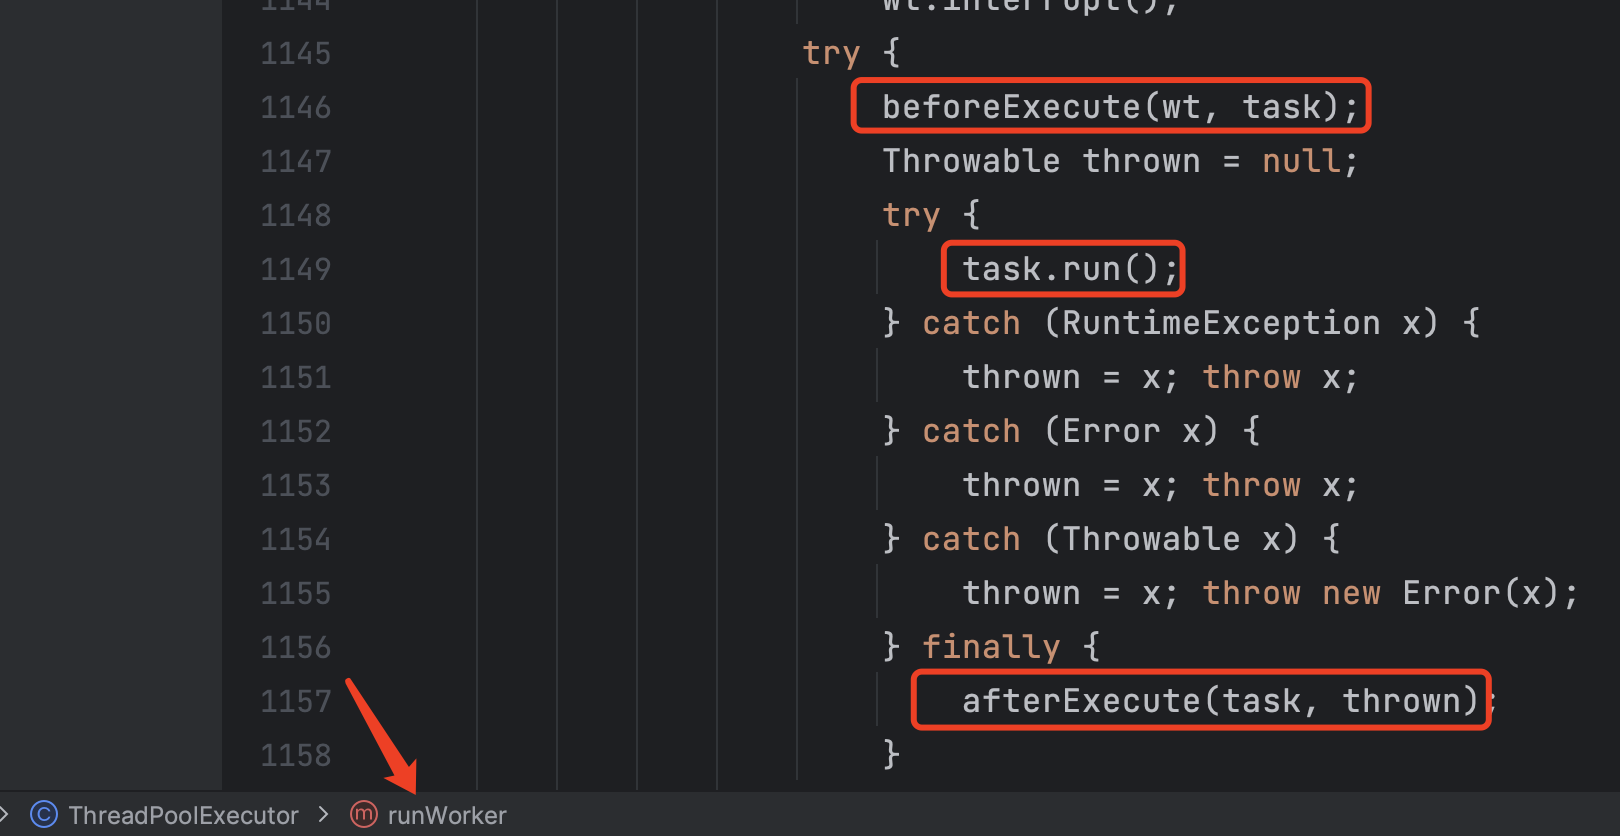 1144 wt.interrupt();
1145 try {
1146 beforeExecute(wt, task);
1147 Throwable thrown = null;
1148 try {
1149 task.run();
1150 } catch (RuntimeException x) {
1151 thrown = x; throw x;
1152 } catch (Error x) {
1153 thrown = x; throw x;
1154 } catch (Throwable x) {
1155 thrown = x; throw new Error(x);
1156 } finally {
1157 afterExecute(task, thrown);
1158 }
> C ThreadPoolExecutor > m runWorker